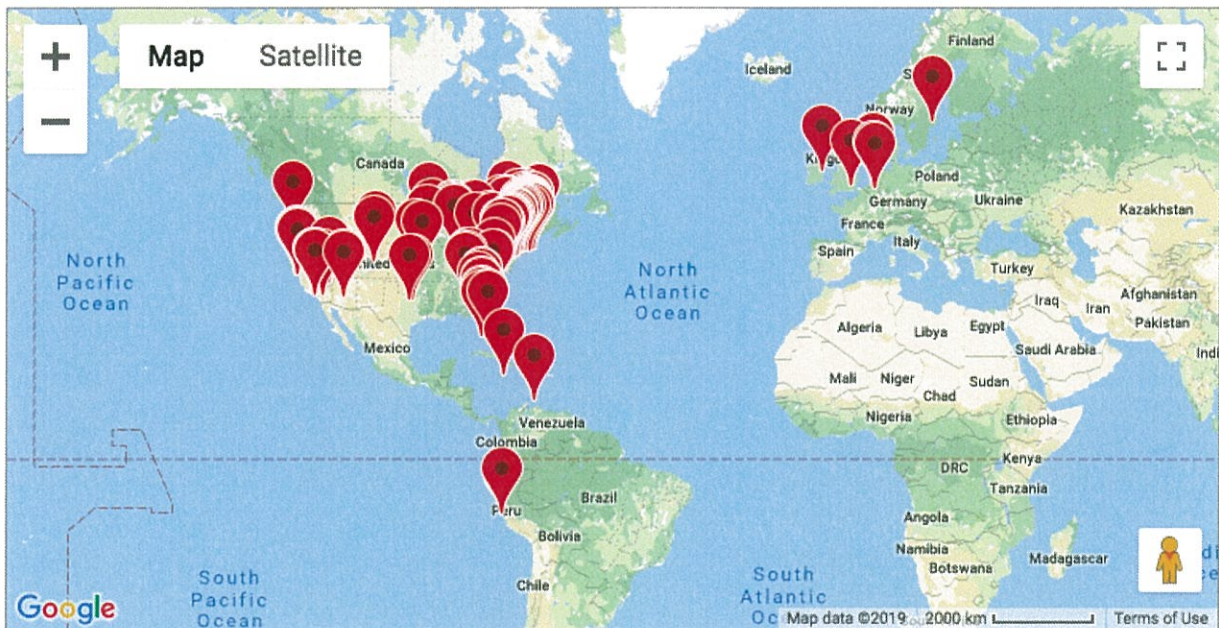 +
Map Satellite
−
Finland
Iceland
Norway
Canada
Poland
Germany
Ukraine
France
Kazakhstan
Spain
Italy
Turkey
North
Pacific
Ocean
North
Atlantic
Ocean
Afghanistan
Iraq
Iran
Pakistan
Algeria
Libya
Egypt
Saudi Arabia
Indi
Mexico
Mali
Niger
Chad
Sudan
Nigeria
Ethiopia
Venezuela
Colombia
Kenya
DRC
Tanzania
Brazil
Peru
Angola
Bolivia
Namibia
Botswana
Madagascar
Chile
South
Pacific
Ocean
South
Atlantic
Google
Map data ©2019 2000 km Terms of Use